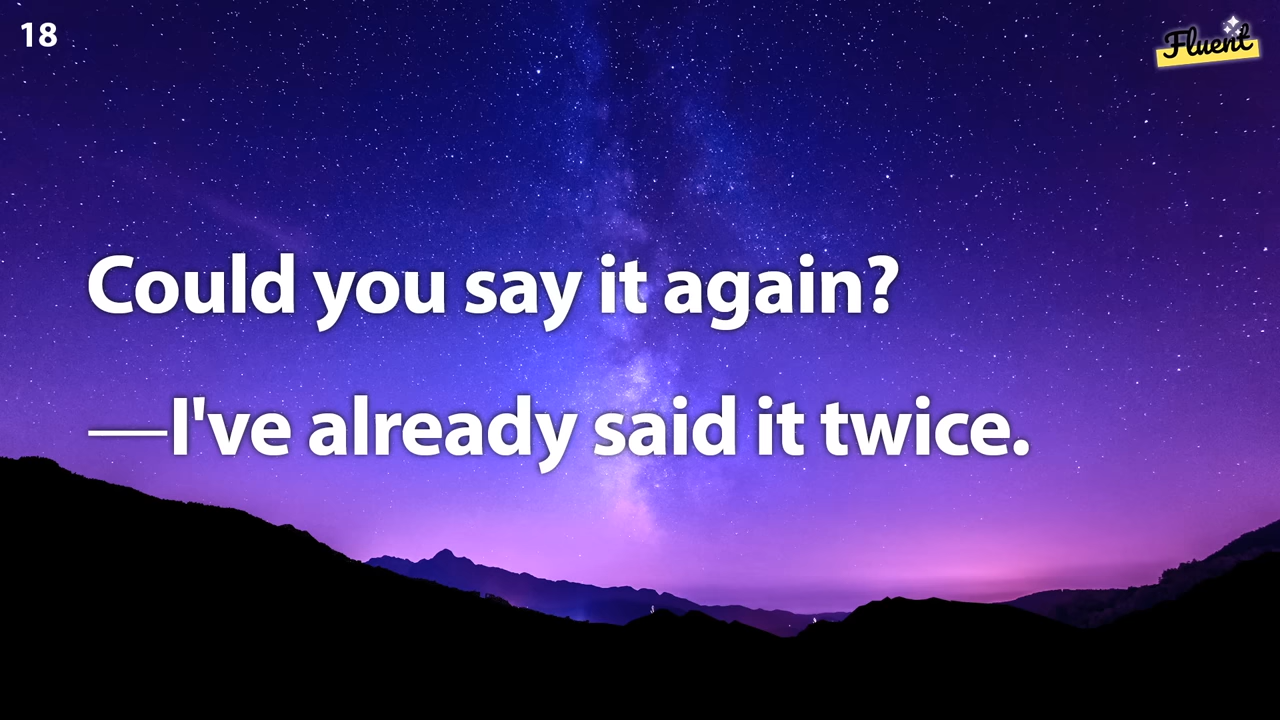 18
Fluent
Could you say it again?
—I've already said it twice.